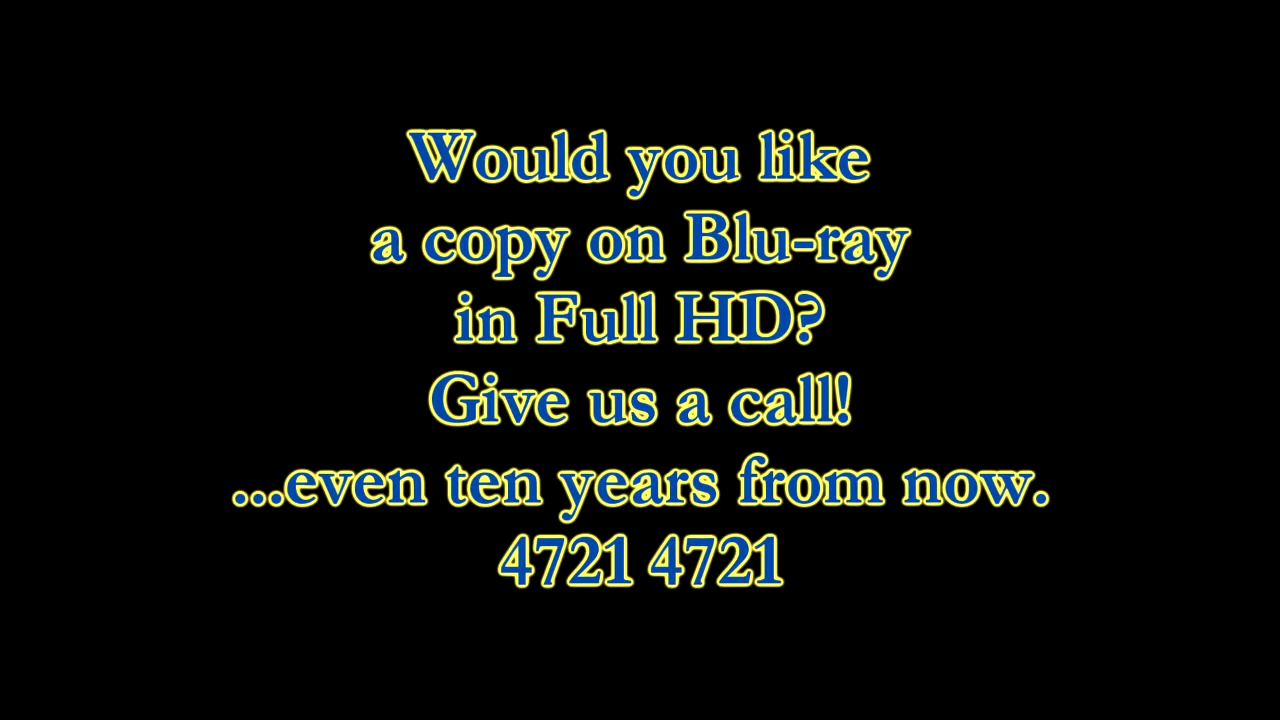 Would you like
a copy on Blu-ray
in Full HD?
Give us a call!
...even ten years from now.
4721 4721